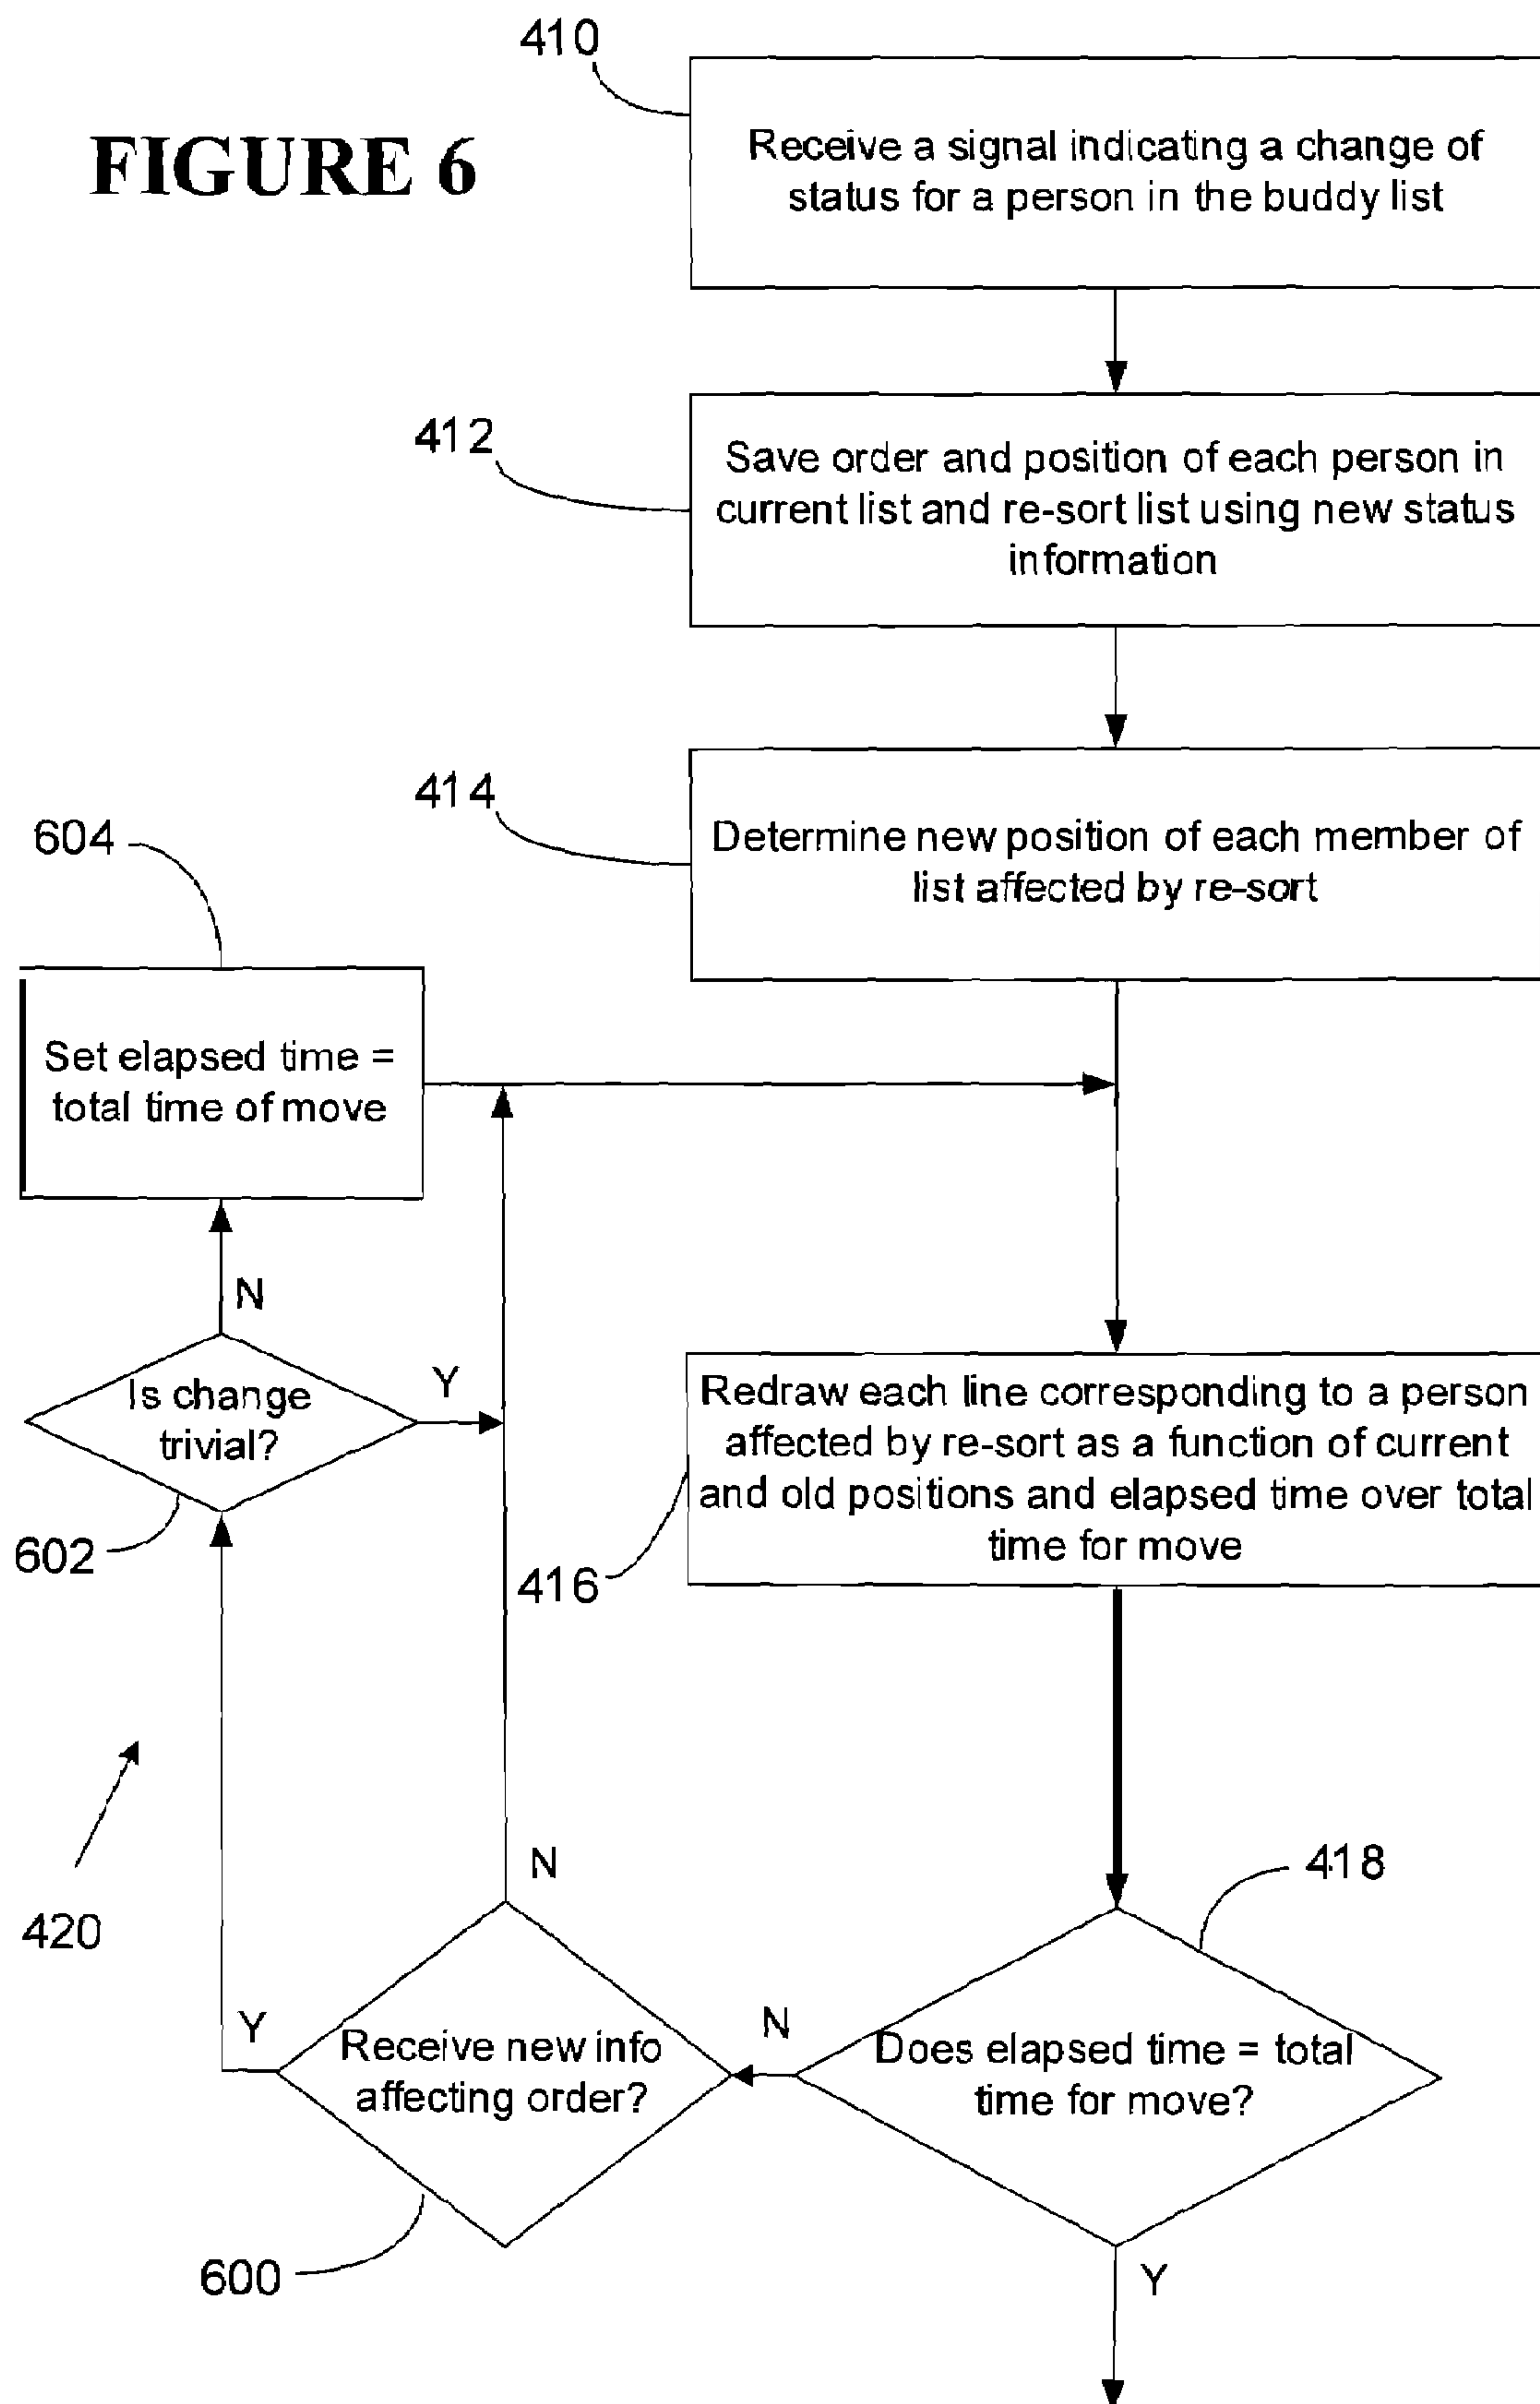 FIGURE 6
410
Receive a signal indicating a change of
status for a person in the buddy list
412
Save order and position of each person in
current list and re-sort list using new status
information
414
Determine new position of each member of
list affected by re-sort
604
Set elapsed time =
total time of move
N
Is change
trivial?
Y
602
Redraw each line corresponding to a person
affected by re-sort as a function of current
and old positions and elapsed time over total
time for move
416
420
N
418
Y
Receive new info
affecting order?
N
Does elapsed time = total
time for move?
600
Y